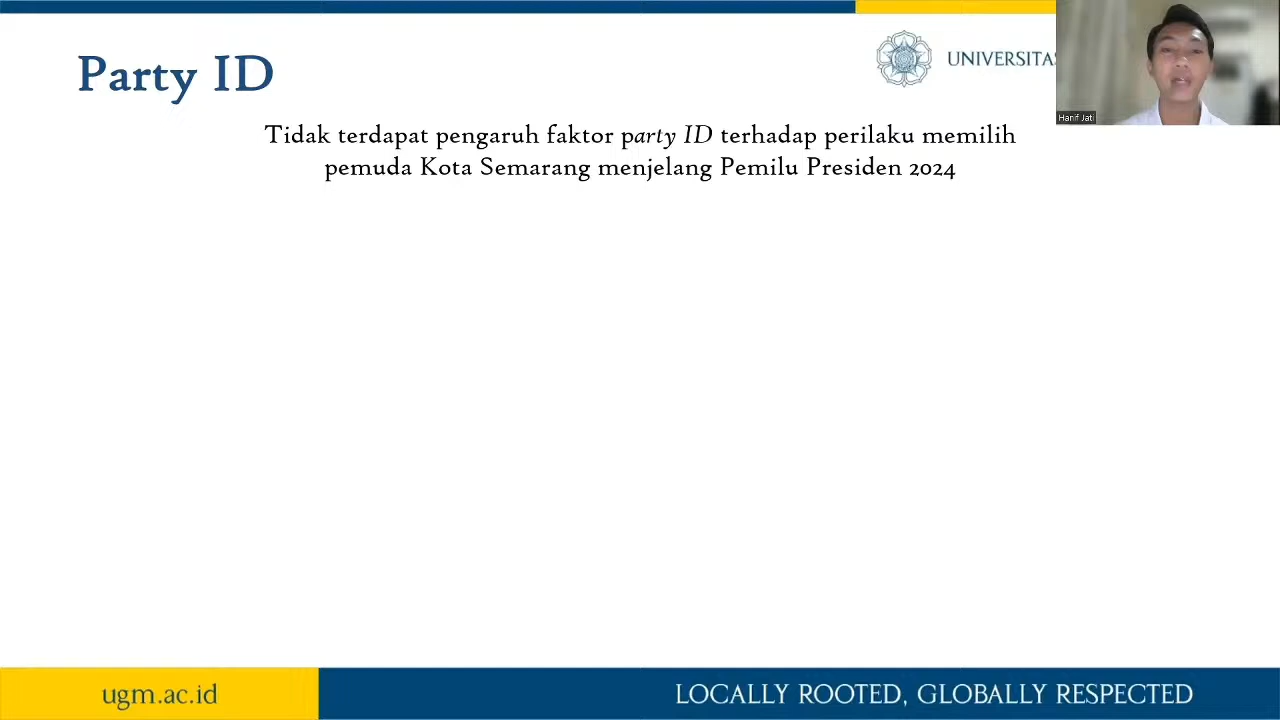 Party ID
UNIVERSITAS
Hanif Jati
Tidak terdapat pengaruh faktor party ID terhadap perilaku memilih
pemuda Kota Semarang menjelang Pemilu Presiden 2024
ugm.ac.id
LOCALLY ROOTED, GLOBALLY RESPECTED